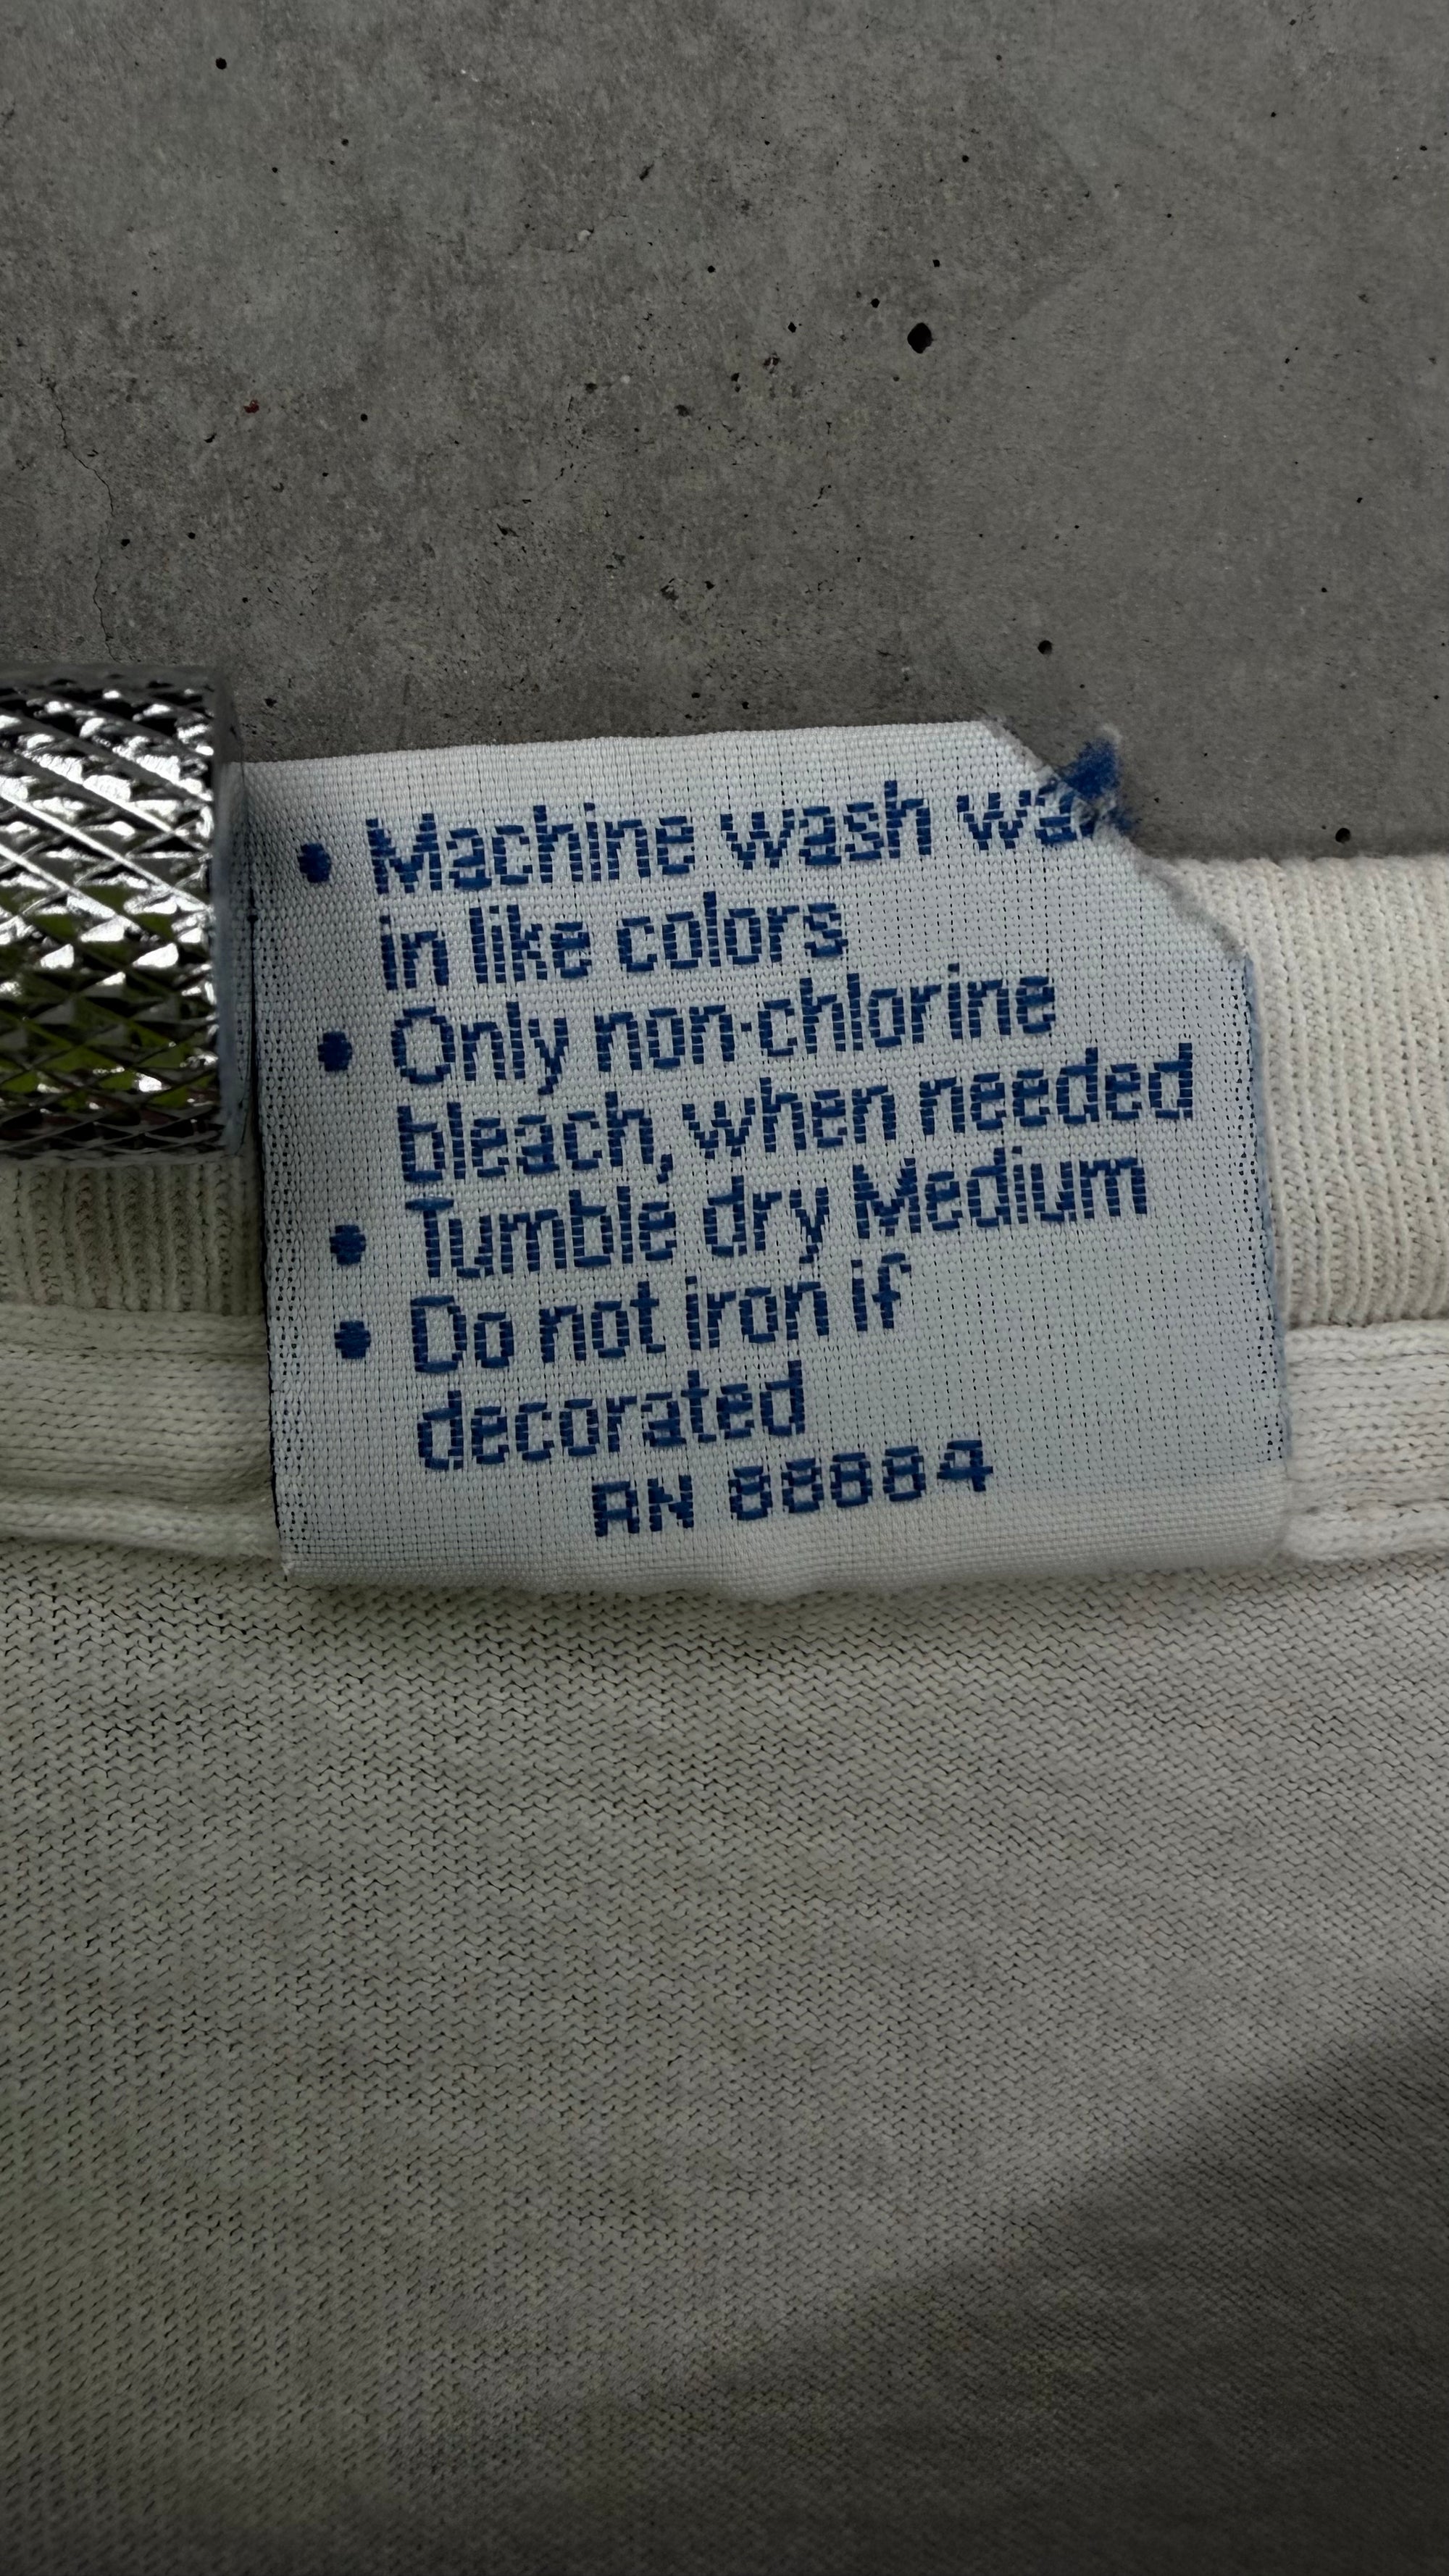 • Machine wash
in like colors
• Only non-chlorine
bleach, when needed
• Tumble dry Medium
• Do not iron if
decorated
RN 88884